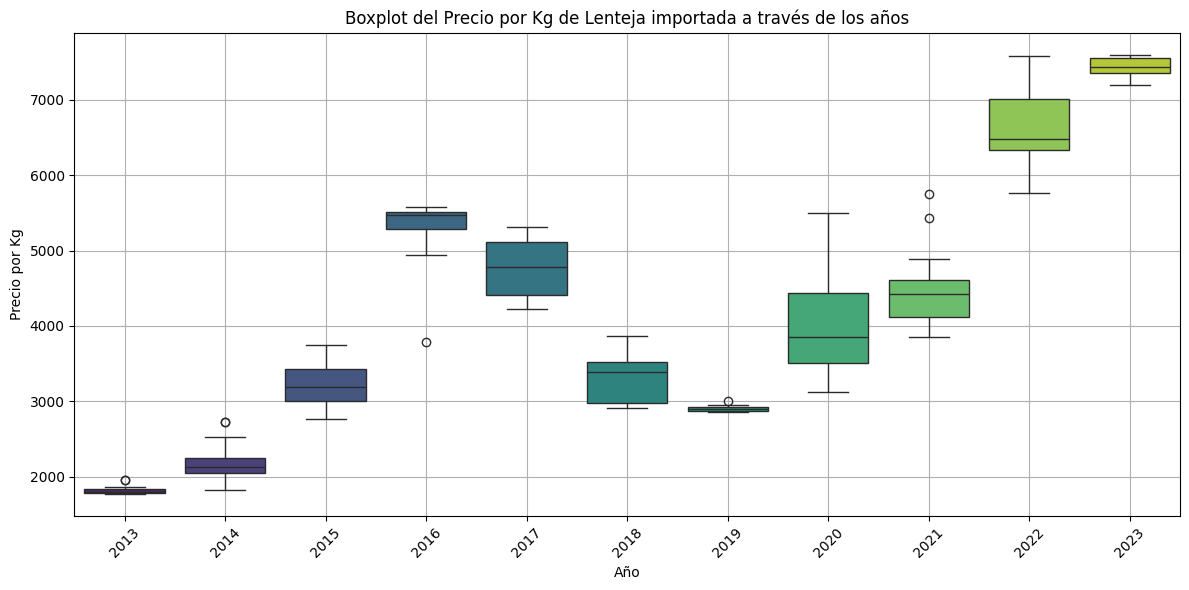 Boxplot del Precio por Kg de Lenteja importada a través de los años
Precio por Kg
7000
6000
5000
4000
3000
2000
2013 2014 2015 2016 2017 2018 2019 2020 2021 2022 2023
Año